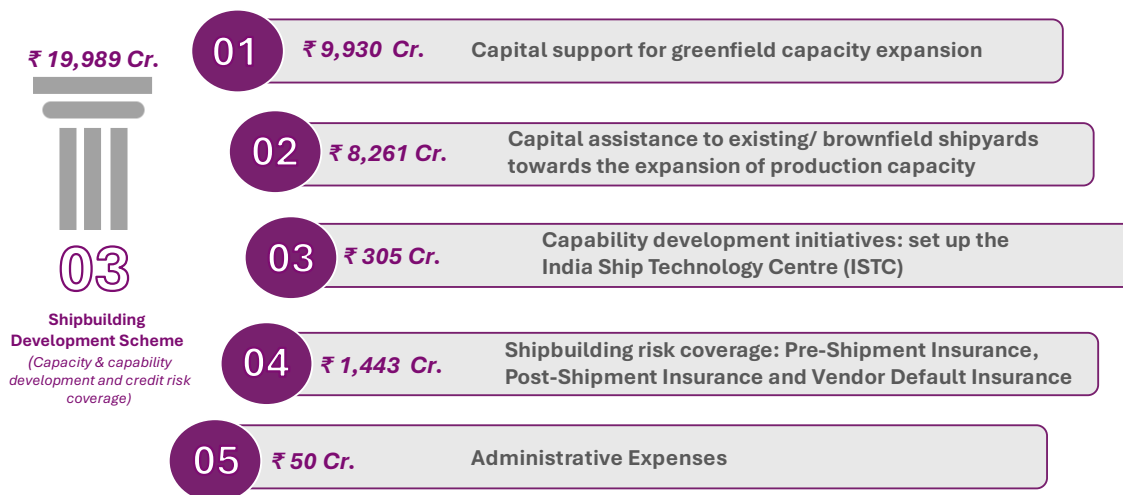 ₹ 19,989 Cr.
03
Shipbuilding
Development Scheme
(Capacity & capability
development and credit risk
coverage)
01
₹ 9,930 Cr.
Capital support for greenfield capacity expansion
02
₹ 8,261 Cr.
Capital assistance to existing/ brownfield shipyards
towards the expansion of production capacity
03
₹ 305 Cr.
Capability development initiatives: set up the
India Ship Technology Centre (ISTC)
04
₹ 1,443 Cr.
Shipbuilding risk coverage: Pre-Shipment Insurance,
Post-Shipment Insurance and Vendor Default Insurance
05
₹ 50 Cr.
Administrative Expenses